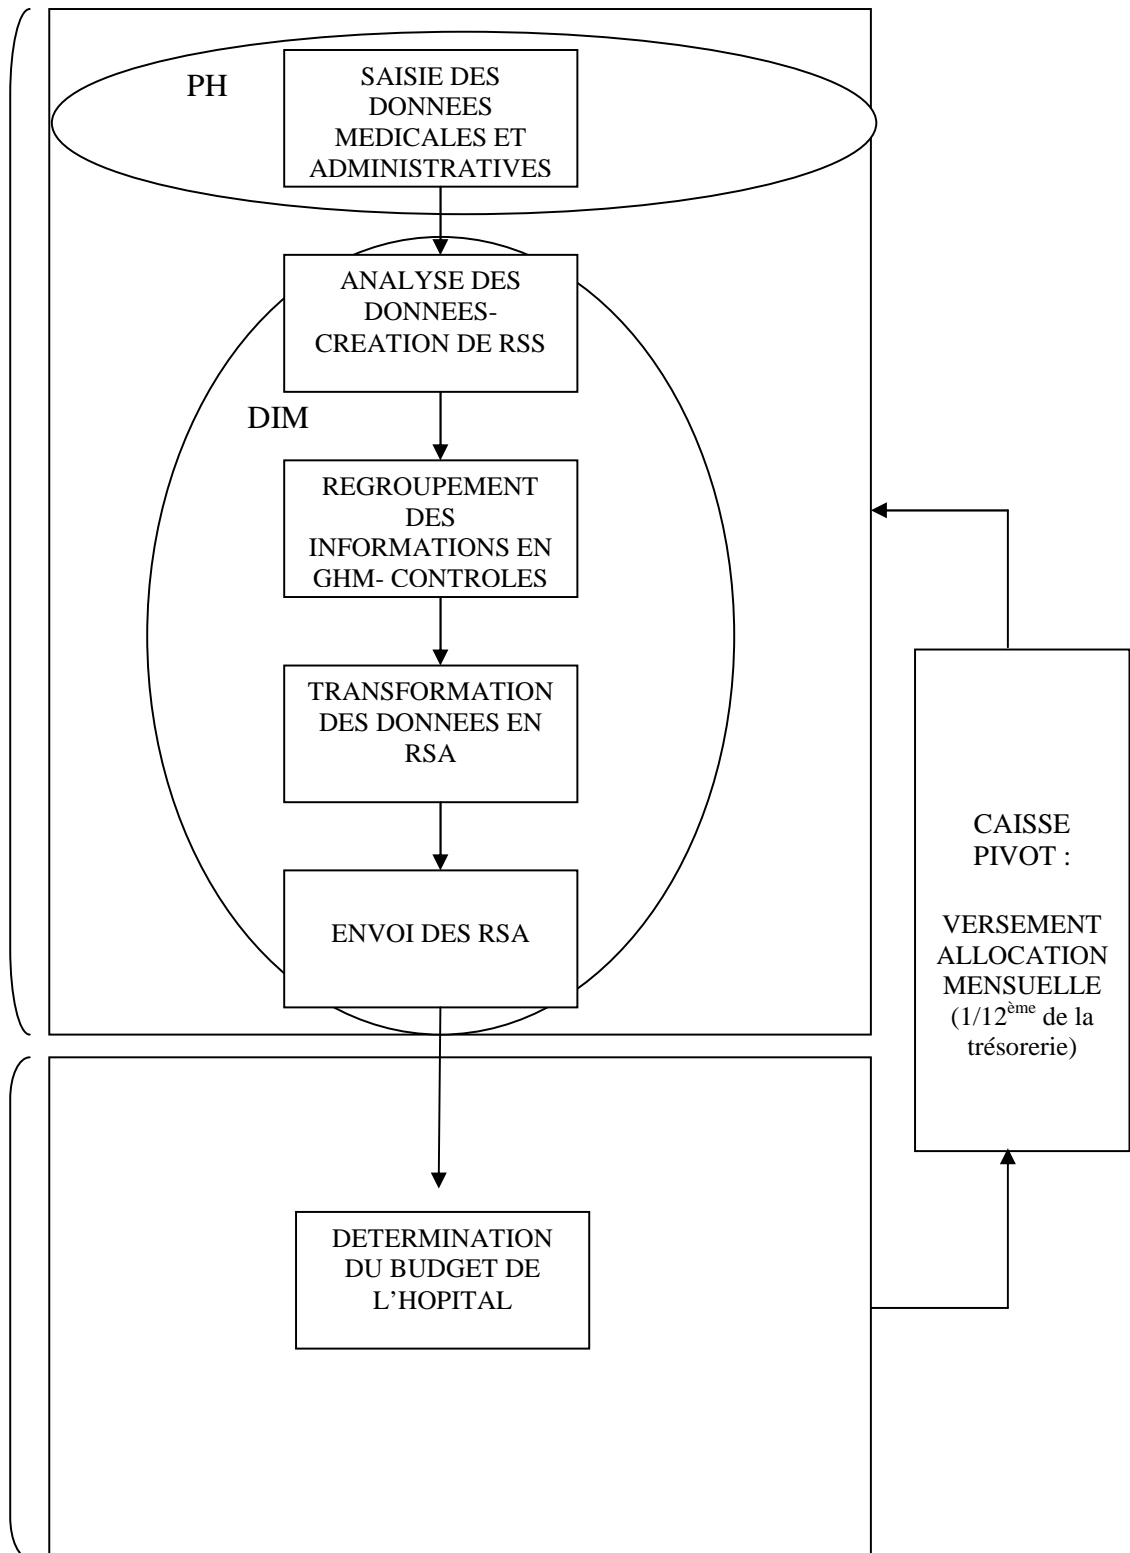 PH
SAISIE DES
DONNEES
MEDICALES ET
ADMINISTRATIVES
ANALYSE DES
DONNEES-
CREATION DE RSS
DIM
REGROUPEMENT
DES
INFORMATIONS EN
GHM- CONTROLES
TRANSFORMATION
DES DONNEES EN
RSA
ENVOI DES RSA
CAISSE
PIVOT :
VERSEMENT
ALLOCATION
MENSUELLE
(1/12ème de la
trésorerie)
DETERMINATION
DU BUDGET DE
L’HOPITAL